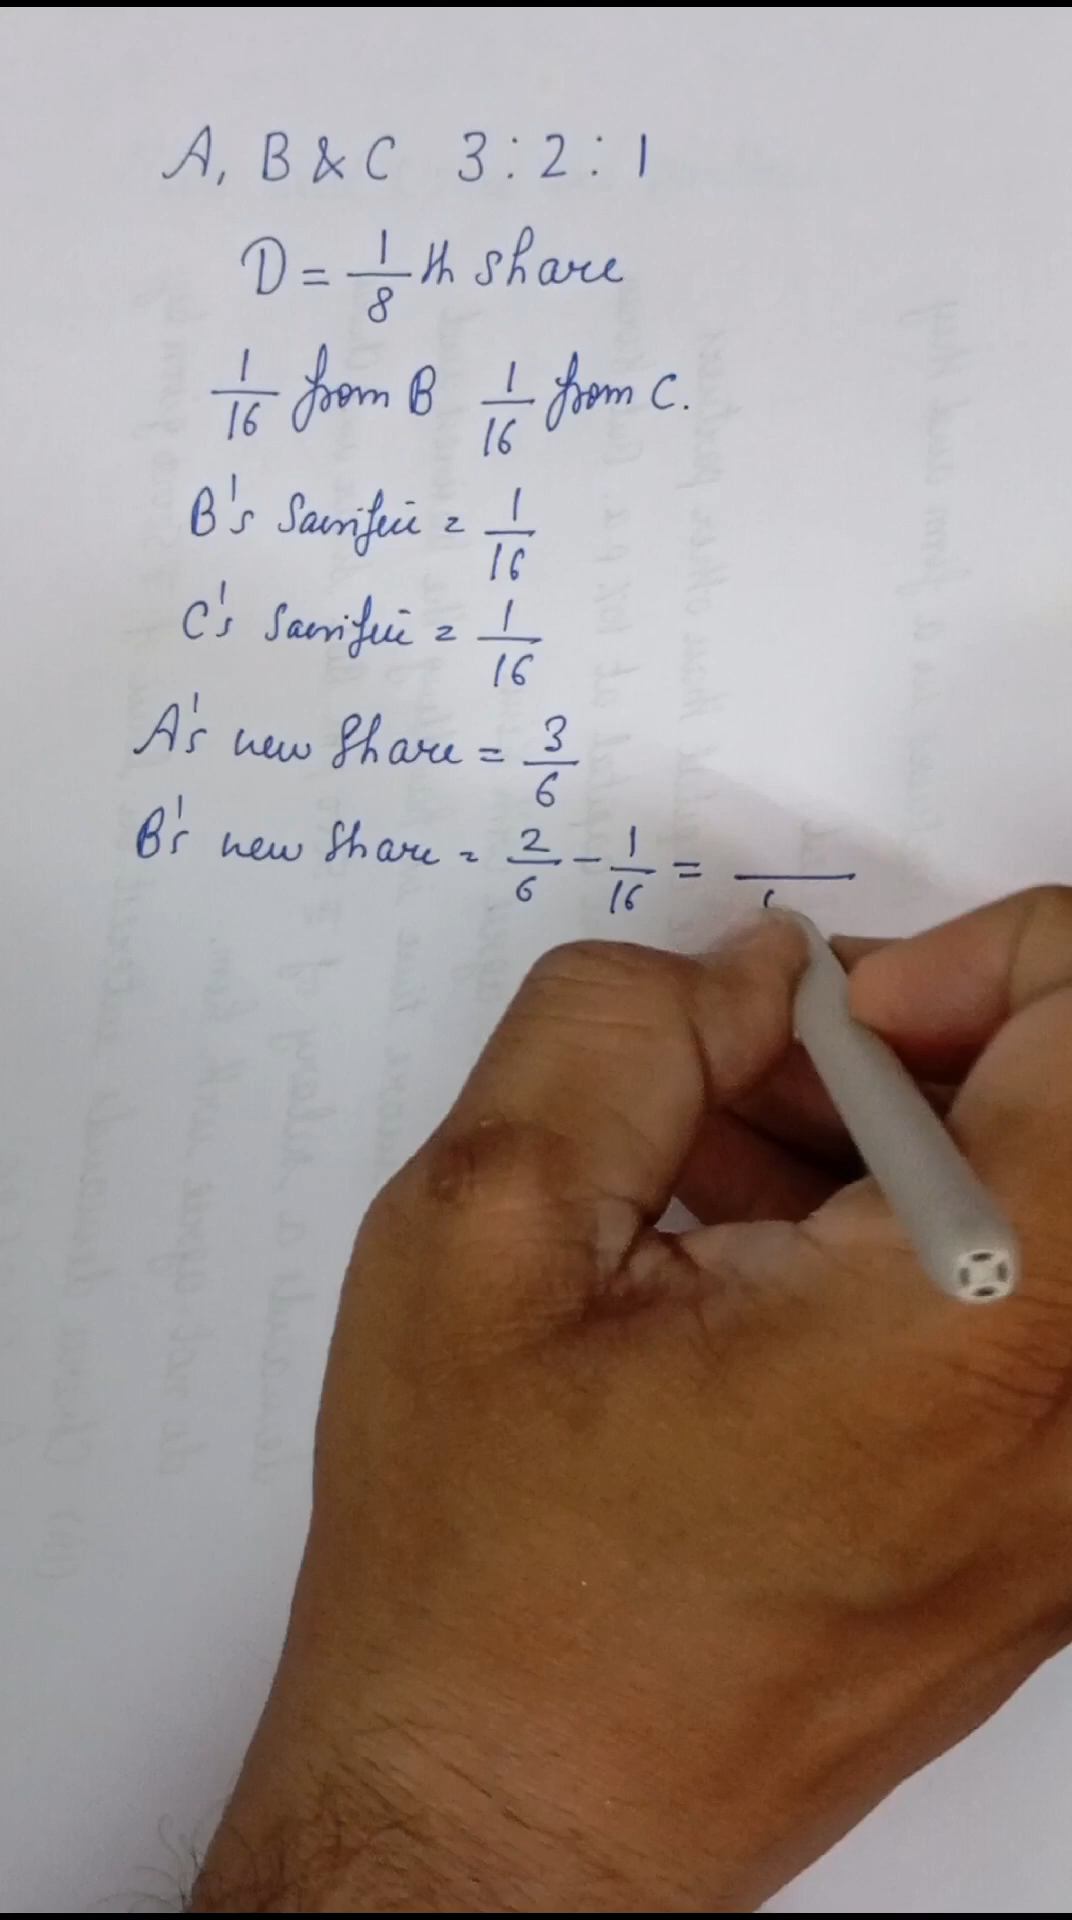 A, B & C 3 : 2 : 1
D = 1/8 th share
1/16 from B 1/16 from C.
B's Sacrifice = 1/16
C's Sacrifice = 1/16
A's new Share = 3/6
B's new Share = 2/6 - 1/16 =